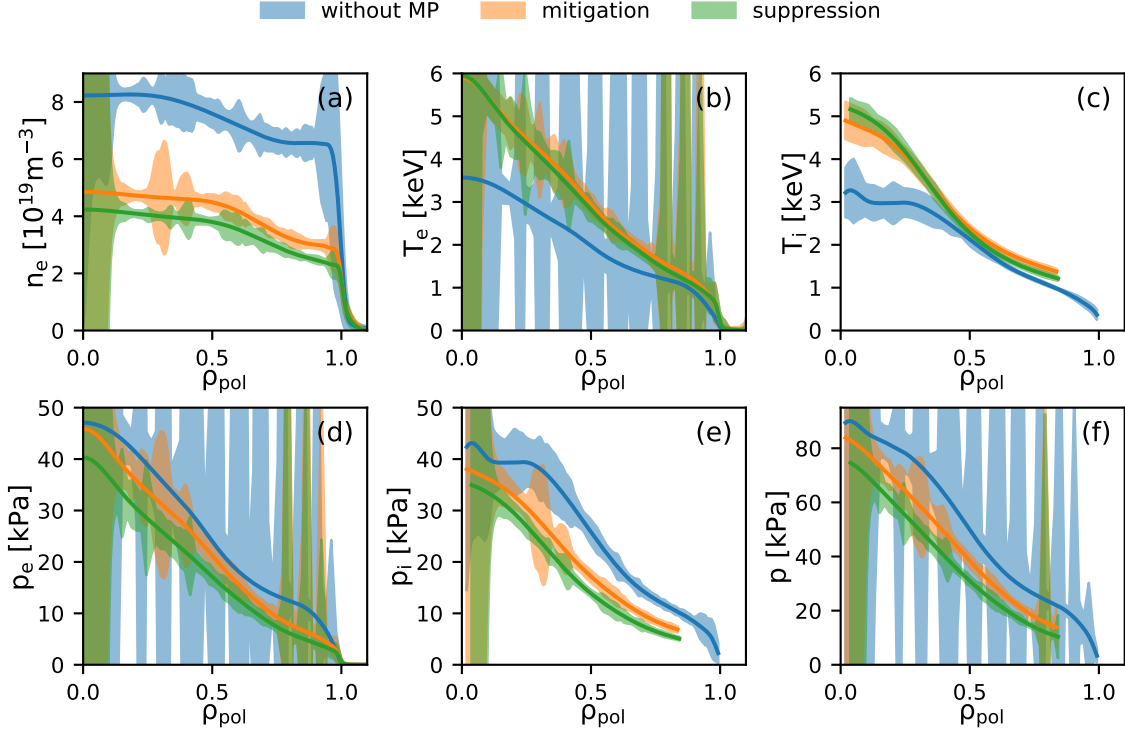 without MP mitigation suppression
(a)
n_e [10^19 m^−3]
8
6
4
2
0
0.0 0.5 1.0
ρ_pol
(b)
T_e [keV]
6
5
4
3
2
1
0
0.0 0.5 1.0
ρ_pol
(c)
T_i [keV]
6
5
4
3
2
1
0
0.0 0.5 1.0
ρ_pol
(d)
p_e [kPa]
50
40
30
20
10
0
0.0 0.5 1.0
ρ_pol
(e)
p_i [kPa]
50
40
30
20
10
0
0.0 0.5 1.0
ρ_pol
(f)
p [kPa]
80
60
40
20
0
0.0 0.5 1.0
ρ_pol